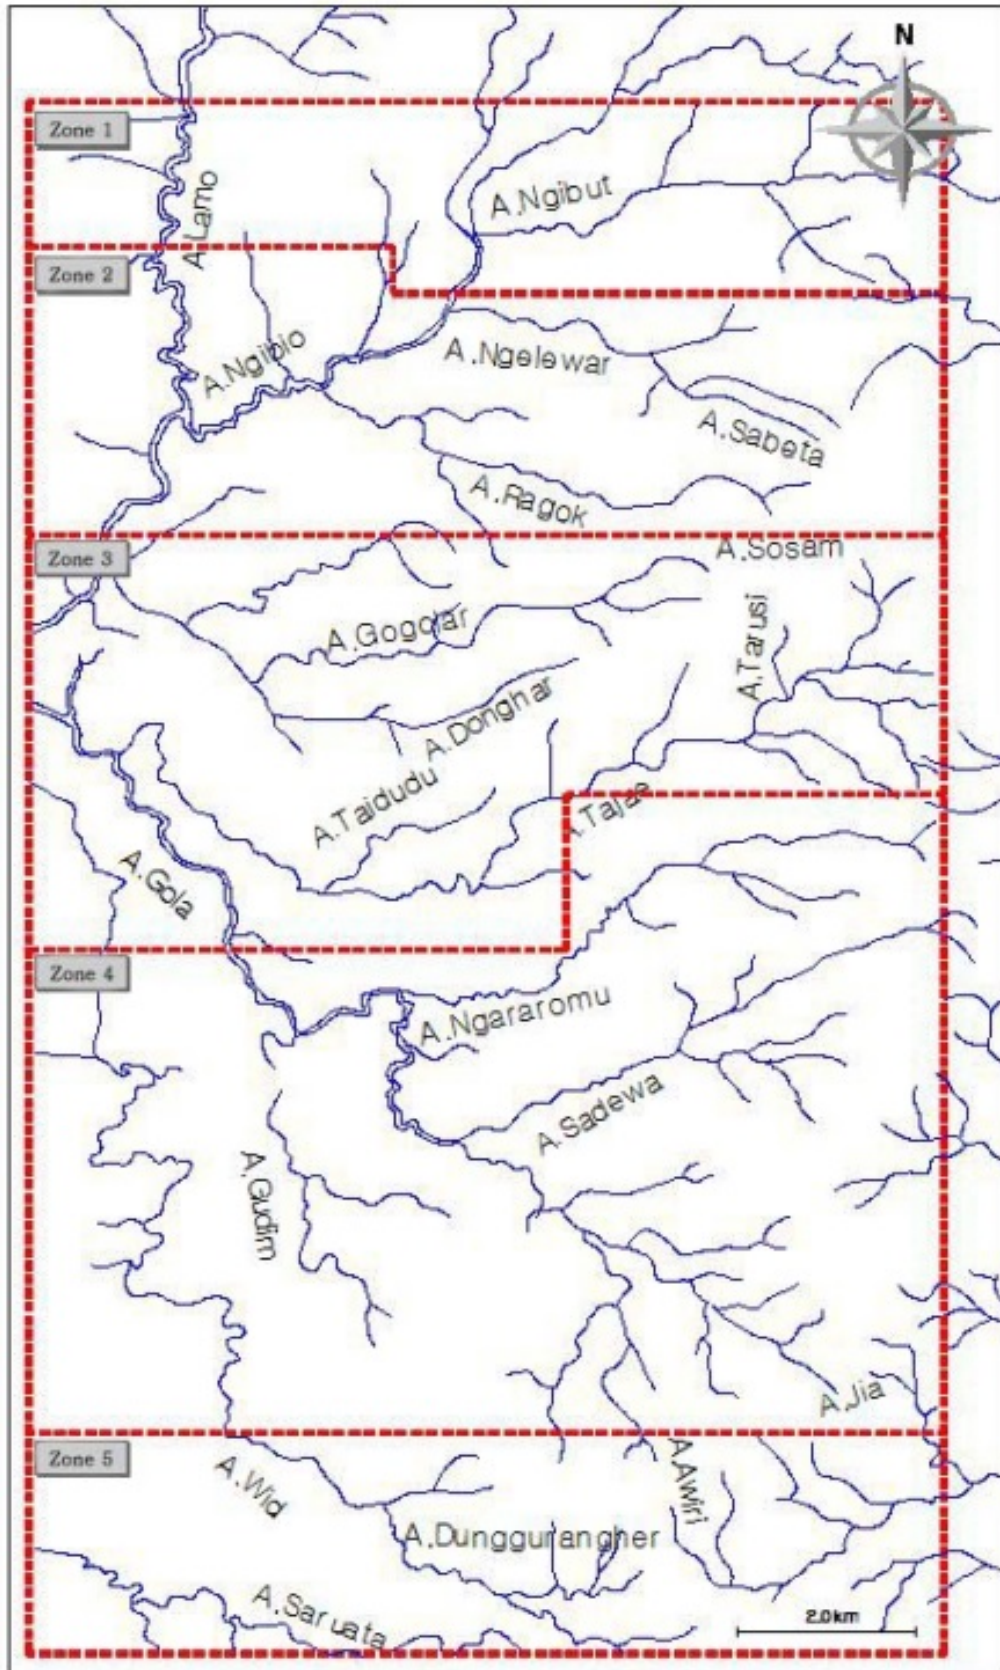 N
Zone 1
A.Lamo
A.Ngibut
Zone 2
A.Ngibio
A.Ngelewar
A.Sabeta
A.Ragok
Zone 3
A.Sosam
A.Gogolar
A.Tarusi
A.Donghar
A.Taidudu
A.Tajae
A.Gola
Zone 4
A.Ngararomu
A.Sadewa
A.Gudim
A.Jia
Zone 5
A.Wid
A.Awiri
A.Dunggurangher
A.Saruata
2.0km